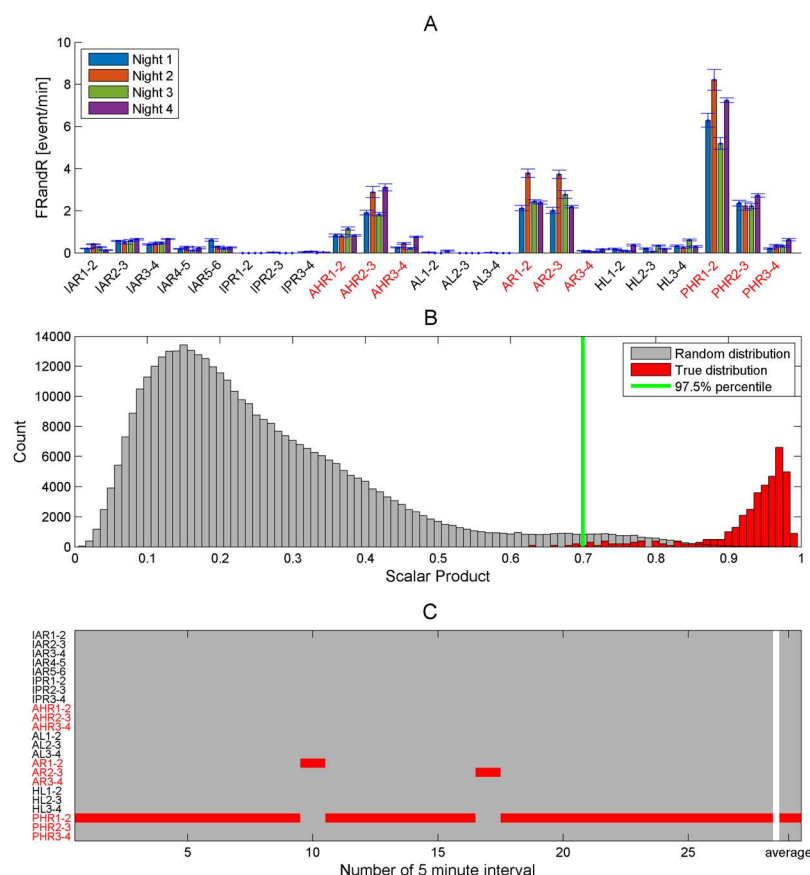 A
FRandR [event/min]
10
8
6
4
2
0
Night 1
Night 2
Night 3
Night 4
IAR1-2
IAR2-3
IAR3-4
IAR4-5
IAR5-6
IPR1-2
IPR2-3
IPR3-4
AHR1-2
AHR2-3
AHR3-4
AL1-2
AL2-3
AL3-4
AR1-2
AR2-3
AR3-4
HL1-2
HL2-3
HL3-4
PHR1-2
PHR2-3
PHR3-4
B
Count
14000
12000
10000
8000
6000
4000
2000
0
Random distribution
True distribution
97.5% percentile
0 0.1 0.2 0.3 0.4 0.5 0.6 0.7 0.8 0.9 1
Scalar Product
C
IAR1-2
IAR2-3
IAR3-4
IAR4-5
IAR5-6
IPR1-2
IPR2-3
IPR3-4
AHR1-2
AHR2-3
AHR3-4
AL1-2
AL2-3
AL3-4
AR1-2
AR2-3
AR3-4
HL1-2
HL2-3
HL3-4
PHR1-2
PHR2-3
PHR3-4
5 10 15 20 25 average
Number of 5 minute interval